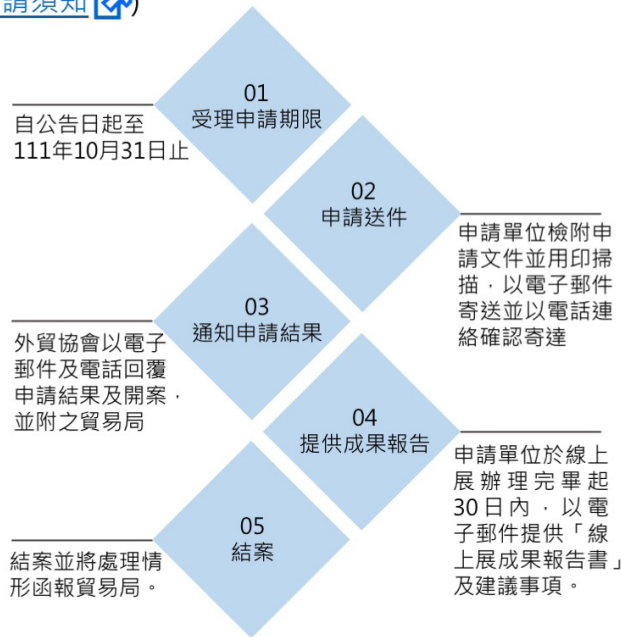 請須知)
01
受理申請期限
自公告日起至
111年10月31日止
02
申請送件
申請單位檢附申
請文件並用印掃
描，以電子郵件
寄送並以電話連
絡確認寄達
03
通知申請結果
外貿協會以電子
郵件及電話回覆
申請結果及開案，
並附之貿易局
04
提供成果報告
申請單位於線上
展辦理完畢起
30日內，以電
子郵件提供「線
上展成果報告書」
及建議事項。
05
結案
結案並將處理情
形函報貿易局。